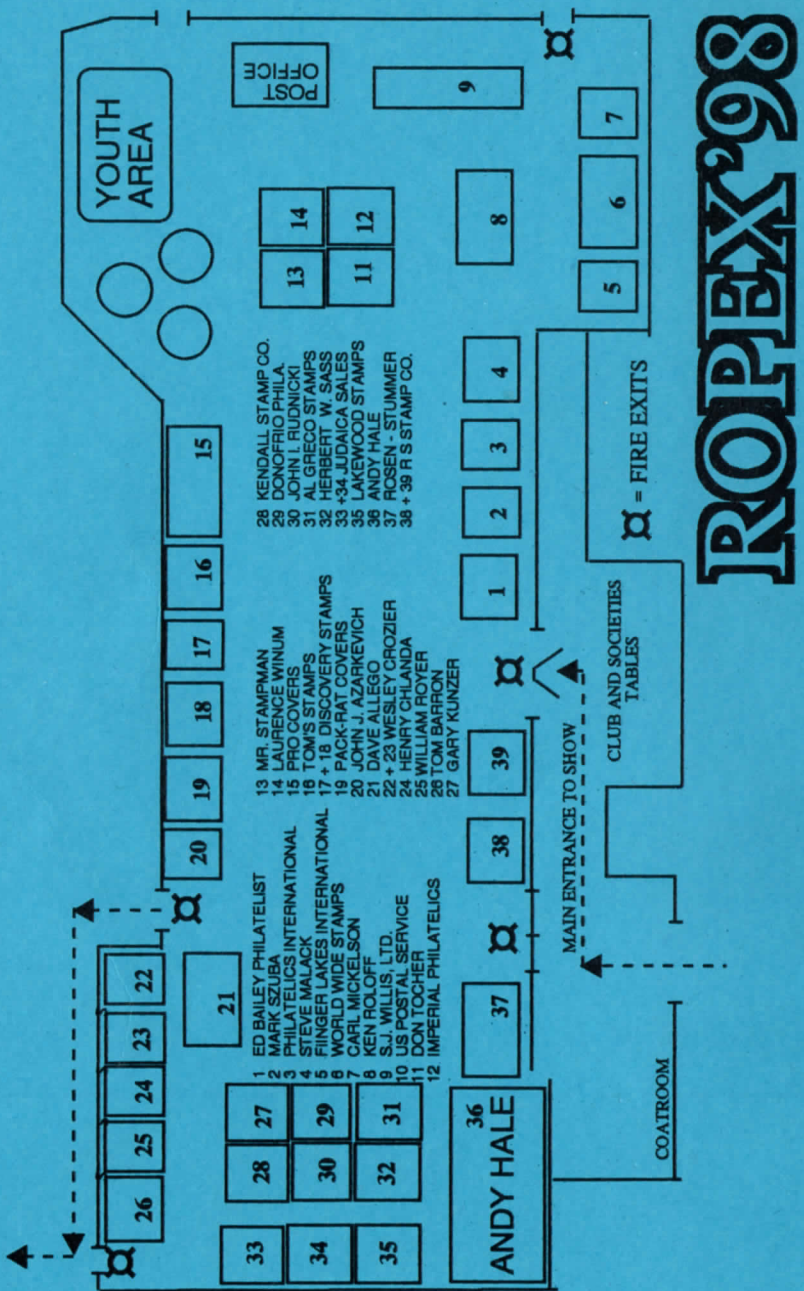 ROPEX'98
YOUTH
AREA
POST
OFFICE
9
7
6
5
8
14
12
13
11
15
16
17
18
19
20
4
3
2
1
28 KENDALL STAMP CO.
29 DONOFRIO PHILA.
30 JOHN I. RUDNICKI
31 AL GRECO STAMPS
32 HERBERT W. SASS
33 +34 JUDAICA SALES
35 LAKEWOOD STAMPS
36 ANDY HALE
37 ROSEN - STUMMER
38 + 39 R S STAMP CO.
13 MR. STAMPMAN
14 LAURENCE WINUM
15 PRO COVERS
16 TOM'S STAMPS
17 + 18 DISCOVERY STAMPS
19 PACK-RAT COVERS
20 JOHN J. AZARKEVICH
21 DAVE ALLEGO
22 + 23 WESLEY CROZIER
24 HENRY CHLANDA
25 WILLIAM ROYER
26 TOM BARRON
27 GARY KUNZER
1 ED BAILEY PHILATELIST
2 MARK SZUBA
3 PHILATELICS INTERNATIONAL
4 STEVE MALACK
5 FIINGER LAKES INTERNATIONAL
6 WORLD WIDE STAMPS
7 CARL MICKELSON
8 KEN ROLOFF
9 S.J. WILLIS, LTD.
10 US POSTAL SERVICE
11 DON TOCHER
12 IMPERIAL PHILATELICS
= FIRE EXITS
CLUB AND SOCIETIES
TABLES
MAIN ENTRANCE TO SHOW
39
38
37
22
23
24
25
26
21
27
29
31
28
30
32
33
34
35
36
ANDY HALE
COATROOM